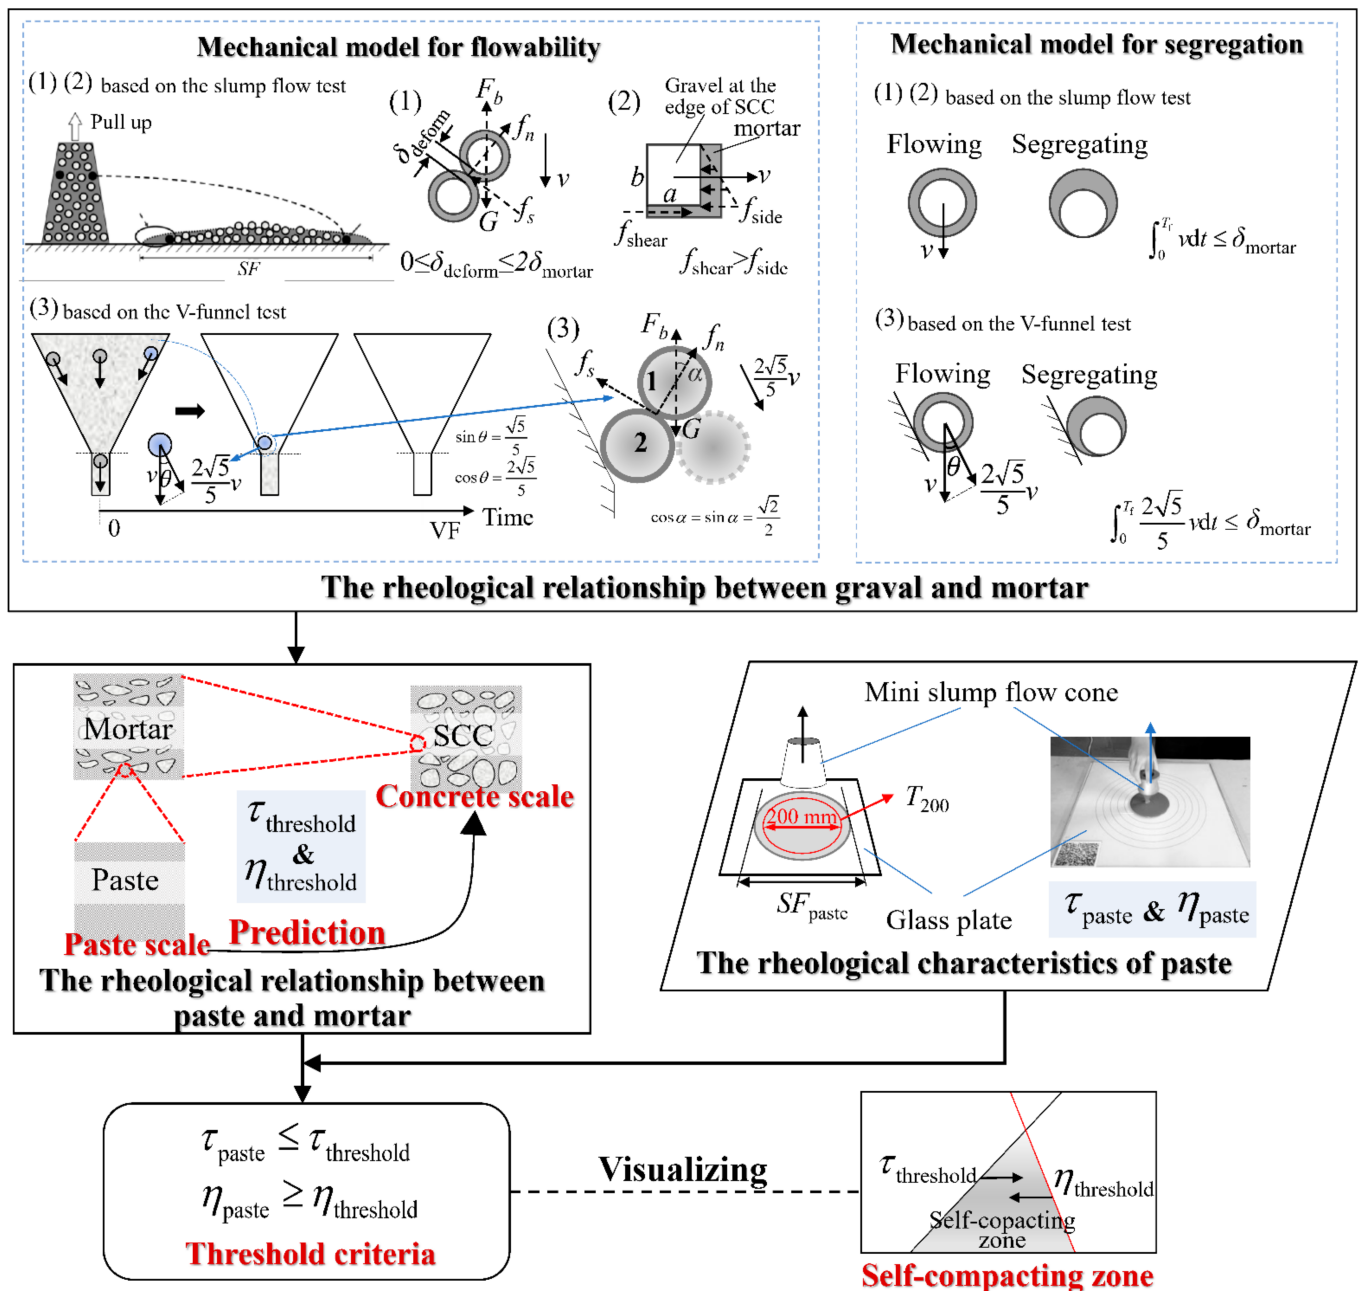 Mechanical model for flowability
(1) (2) based on the slump flow test
Pull up
SF
(1)
F_b
f_n
δ_deform
v
f_s
G
0≤δ_deform≤2δ_mortar
(2)
Gravel at the
edge of SCC
mortar
b
a
v
f_side
f_shear
f_shear>f_side
(3) based on the V-funnel test
v
θ
2√5/5 v
sin θ = √5/5
cos θ = 2√5/5
0
VF
Time
(3)
F_b
f_n
f_s
α
1
2
G
2√5/5 v
cos α = sin α = √2/2
Mechanical model for segregation
(1) (2) based on the slump flow test
Flowing
Segregating
v
∫_0^{T_f} vdt ≤ δ_mortar
(3) based on the V-funnel test
Flowing
Segregating
θ
v
2√5/5 v
∫_0^{T_f} 2√5/5 vdt ≤ δ_mortar
The rheological relationship between graval and mortar
Mortar
SCC
Concrete scale
τ_threshold
&
η_threshold
Paste
Paste scale
Prediction
The rheological relationship between
paste and mortar
Mini slump flow cone
T_200
200 mm
SF_paste
Glass plate
τ_paste & η_paste
The rheological characteristics of paste
τ_paste ≤ τ_threshold
η_paste ≥ η_threshold
Threshold criteria
Visualizing
τ_threshold
η_threshold
Self-copacting
zone
Self-compacting zone